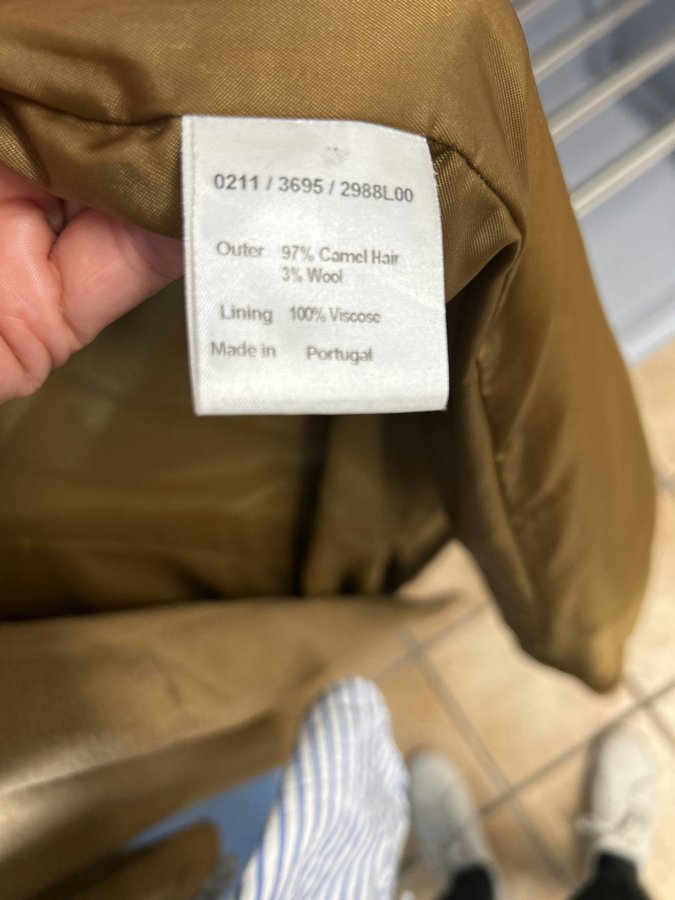 0211 / 3695 / 2988L00
Outer 97% Camel Hair
3% Wool
Lining 100% Viscose
Made in Portugal